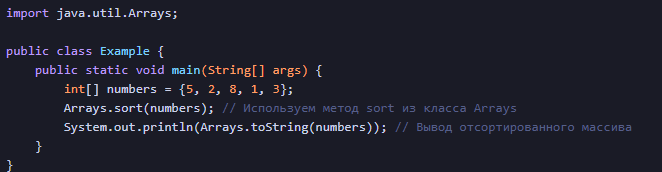 import java.util.Arrays;
public class Example {
public static void main(String[] args) {
int[] numbers = {5, 2, 8, 1, 3};
Arrays.sort(numbers); // Используем метод sort из класса Arrays
System.out.println(Arrays.toString(numbers)); // Вывод отсортированного массива
}
}